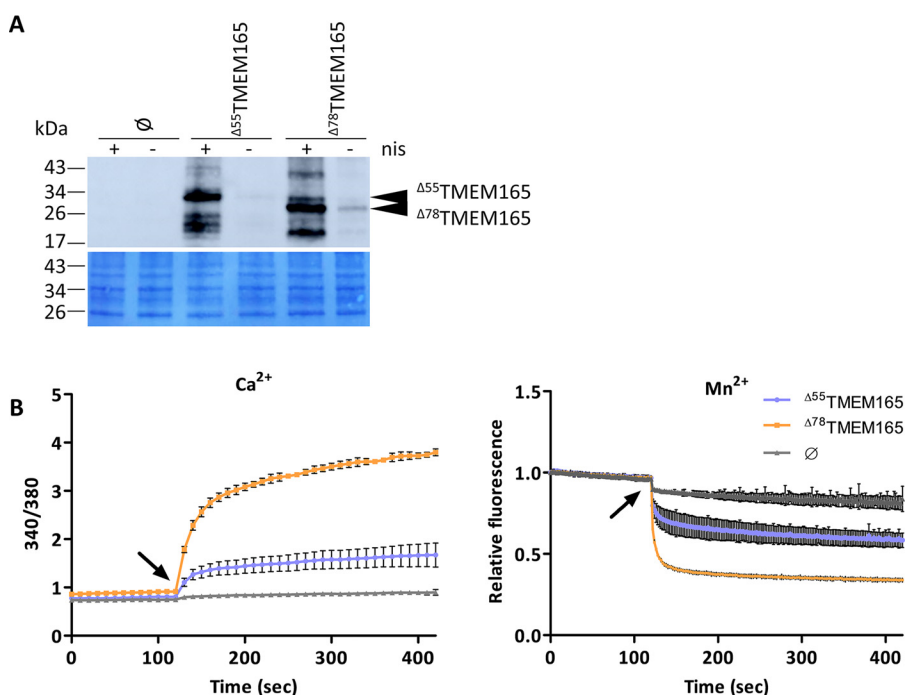 A
kDa
Ø
Δ55TMEM165
Δ78TMEM165
+ - + - + - nis
43
34
26
17
Δ55TMEM165
Δ78TMEM165
43
34
26
B
Ca2+
340/380
5
4
3
2
1
0
0 100 200 300 400
Time (sec)
Mn2+
Relative fluorescence
1.5
1.0
0.5
0.0
0 100 200 300 400
Time (sec)
Δ55TMEM165
Δ78TMEM165
Ø